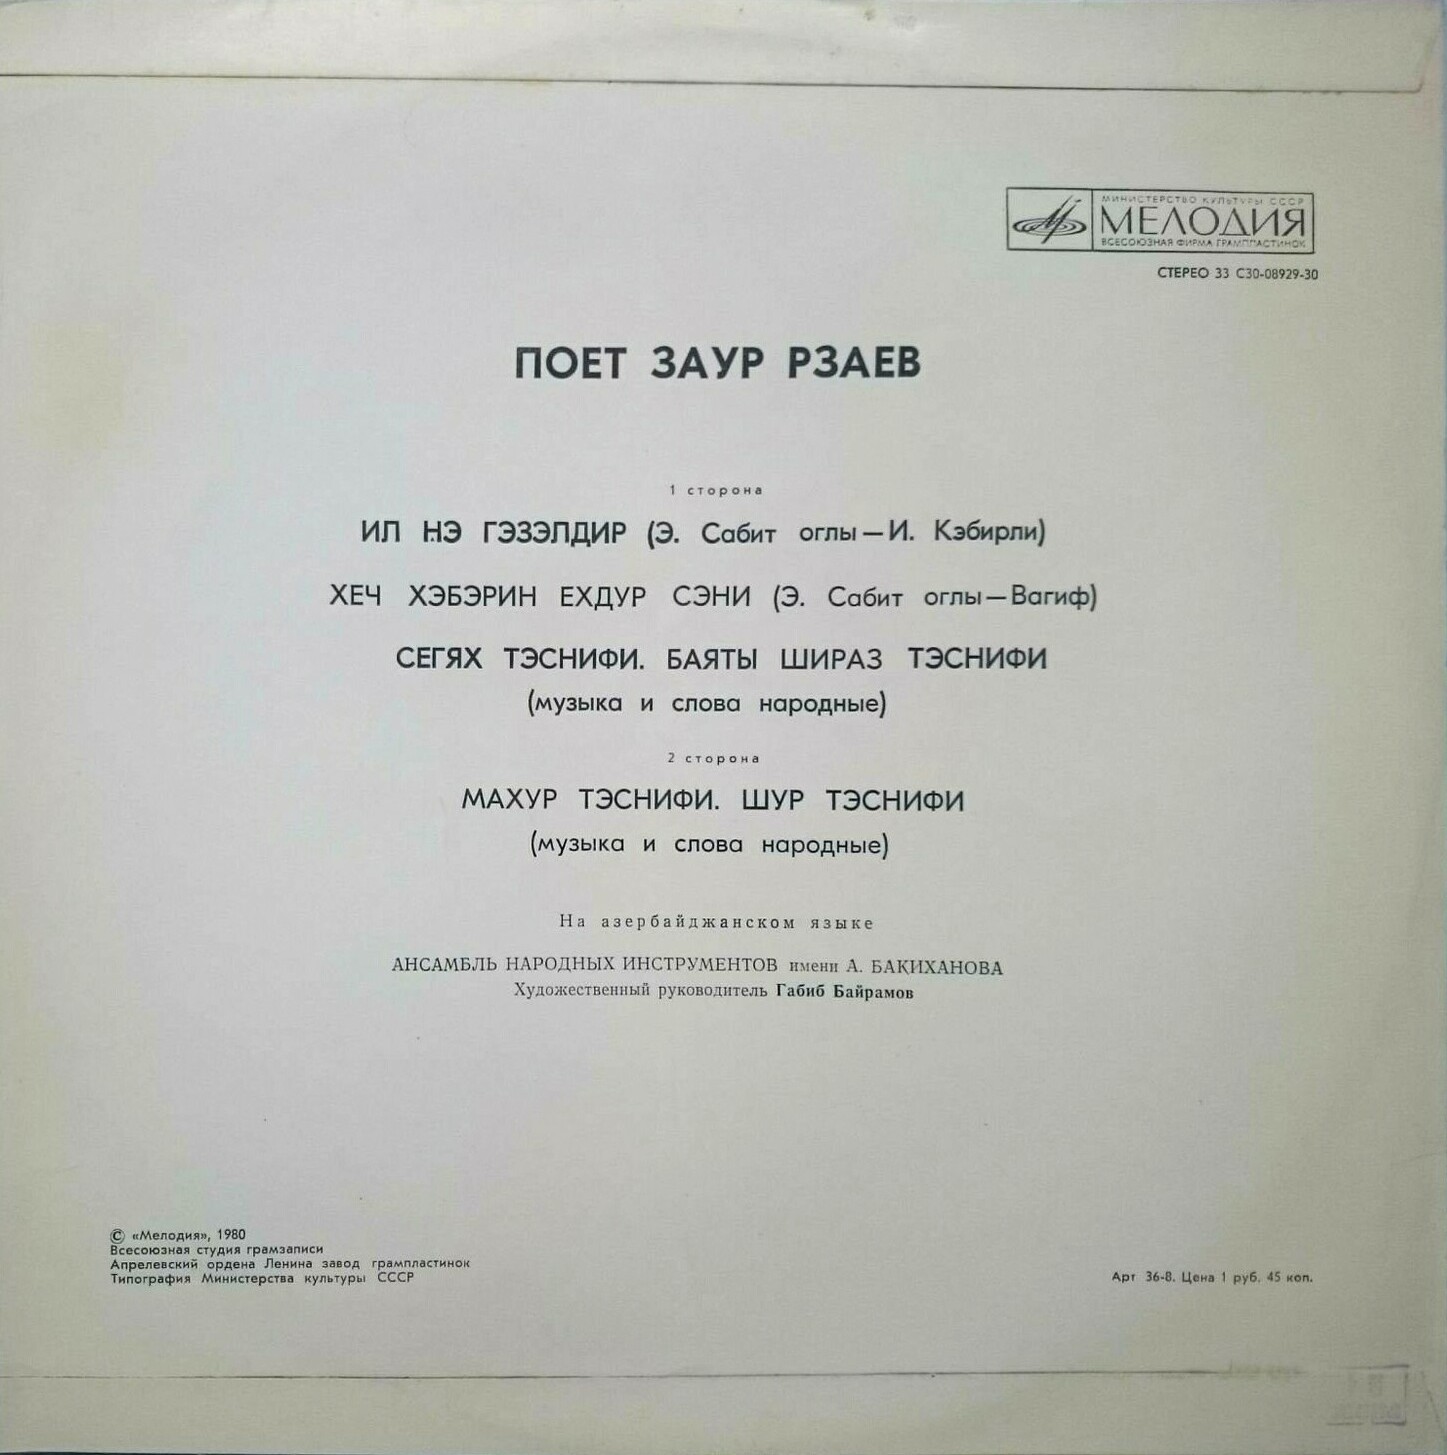 МИНИСТЕРСТВО КУЛЬТУРЫ СССР
МЕЛОДИЯ
ВСЕСОЮЗНАЯ ФИРМА ГРАМПЛАСТИНОК
СТЕРЕО 33 С30-08929-30
ПОЕТ ЗАУР РЗАЕВ
1 сторона
ИЛ НЭ ГЭЗЭЛДИР (Э. Сабит оглы — И. Кэбирли)
ХЕЧ ХЭБЭРИН ЕХДУР СЭНИ (Э. Сабит оглы — Вагиф)
СЕГЯХ ТЭСНИФИ. БАЯТЫ ШИРАЗ ТЭСНИФИ
(музыка и слова народные)
2 сторона
МАХУР ТЭСНИФИ. ШУР ТЭСНИФИ
(музыка и слова народные)
На азербайджанском языке
АНСАМБЛЬ НАРОДНЫХ ИНСТРУМЕНТОВ имени А. БАКИХАНОВА
Художественный руководитель Габиб Байрамов
© «Мелодия», 1980
Всесоюзная студия грамзаписи
Апрелевский ордена Ленина завод грампластинок
Типография Министерства культуры СССР
Арт 36-8. Цена 1 руб. 45 коп.